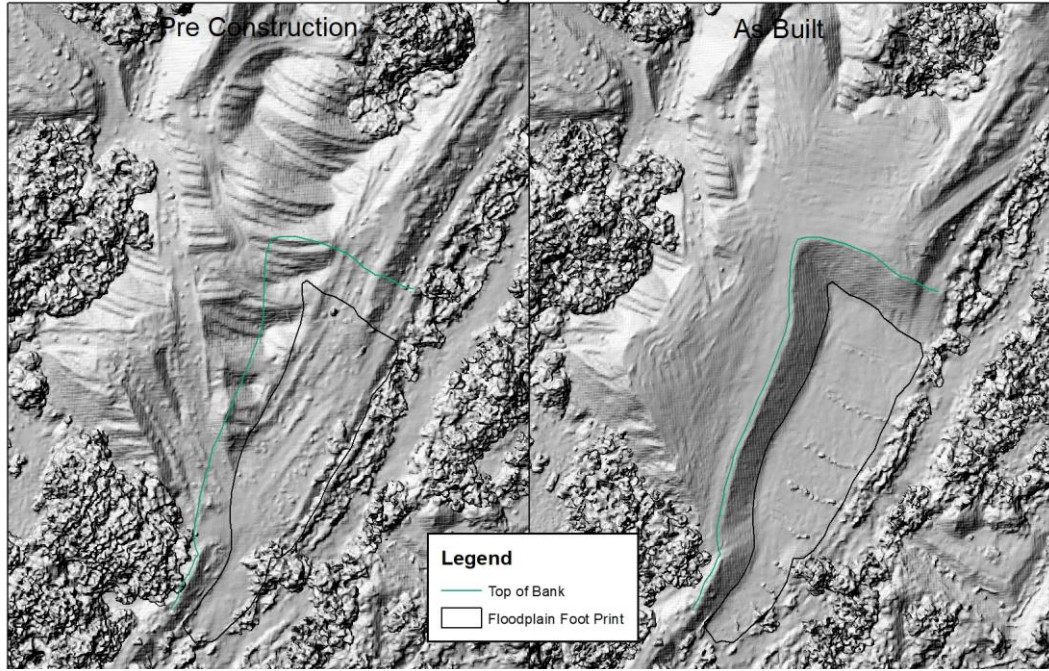 Pre Construction
As Built
Legend
Top of Bank
Floodplain Foot Print